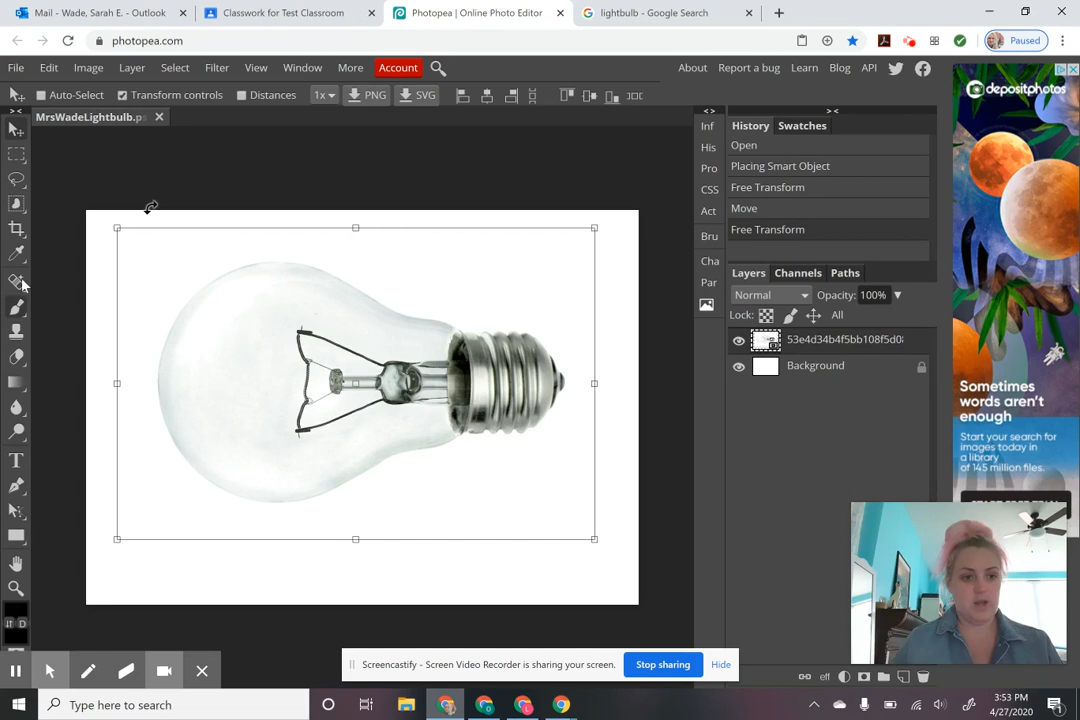 Mail - Wade, Sarah E. - Outlook
Classwork for Test Classroom
Photopea | Online Photo Editor
lightbulb - Google Search
photopea.com
Paused
File Edit Image Layer Select Filter View Window More Account
About Report a bug Learn Blog API
Auto-Select Transform controls Distances 1x PNG SVG
MrsWadeLightbulb.ps
Inf
His
Pro
CSS
Act
Bru
Cha
Par
History Swatches
Open
Placing Smart Object
Free Transform
Move
Free Transform
Layers Channels Paths
Normal Opacity: 100%
Lock: All
53e4d34b4f5bb108f5d0
Background
eff
depositphotos
Sometimes
words aren't
enough
Start your search for
images today in
a library
of 145 million files.
T
D
Screencastify - Screen Video Recorder is sharing your screen.
Stop sharing
Hide
Type here to search
3:53 PM
4/27/2020